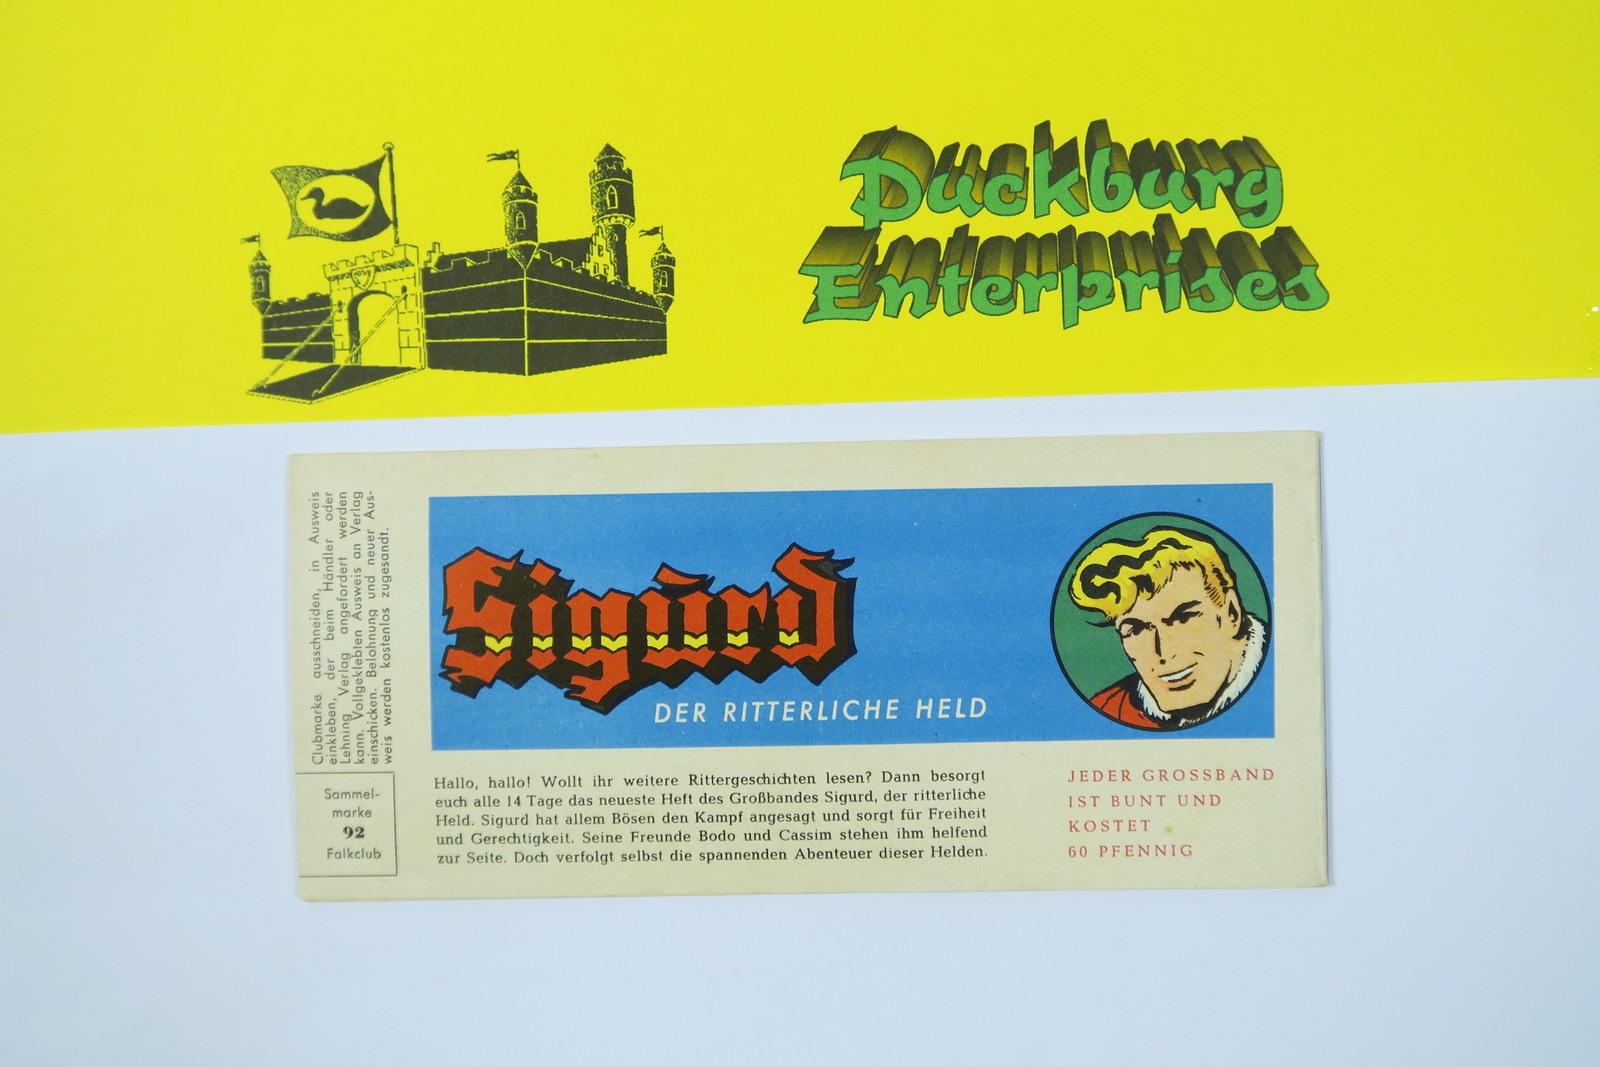 Duckburg
Enterprises
Clubmarke ausschneiden, in Ausweis
einkleben, der beim Händler oder
Lehning Verlag angefordert werden
kann. Vollgeklebten Ausweis an Verlag
einschicken. Belohnung und neuer Aus-
weis werden kostenlos zugesandt.
Sammel-
marke
92
Falkclub
Sigurd
DER RITTERLICHE HELD
Hallo, hallo! Wollt ihr weitere Rittergeschichten lesen? Dann besorgt
euch alle 14 Tage das neueste Heft des Großbandes Sigurd, der ritterliche
Held. Sigurd hat allem Bösen den Kampf angesagt und sorgt für Freiheit
und Gerechtigkeit. Seine Freunde Bodo und Cassim stehen ihm helfend
zur Seite. Doch verfolgt selbst die spannenden Abenteuer dieser Helden.
JEDER GROSSBAND
IST BUNT UND
KOSTET
60 PFENNIG